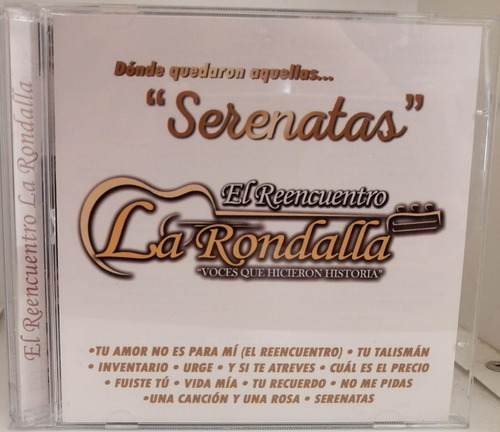 Dónde quedaron aquellas...
“Serenatas”
El Reencuentro
La Rondalla
"VOCES QUE HICIERON HISTORIA"
•TU AMOR NO ES PARA MÍ (EL REENCUENTRO) • TU TALISMÁN
•INVENTARIO • URGE • Y SI TE ATREVES • CUÁL ES EL PRECIO
•FUISTE TÚ • VIDA MÍA • TU RECUERDO • NO ME PIDAS
•UNA CANCIÓN Y UNA ROSA • SERENATAS
El Reencuentro La Rondalla